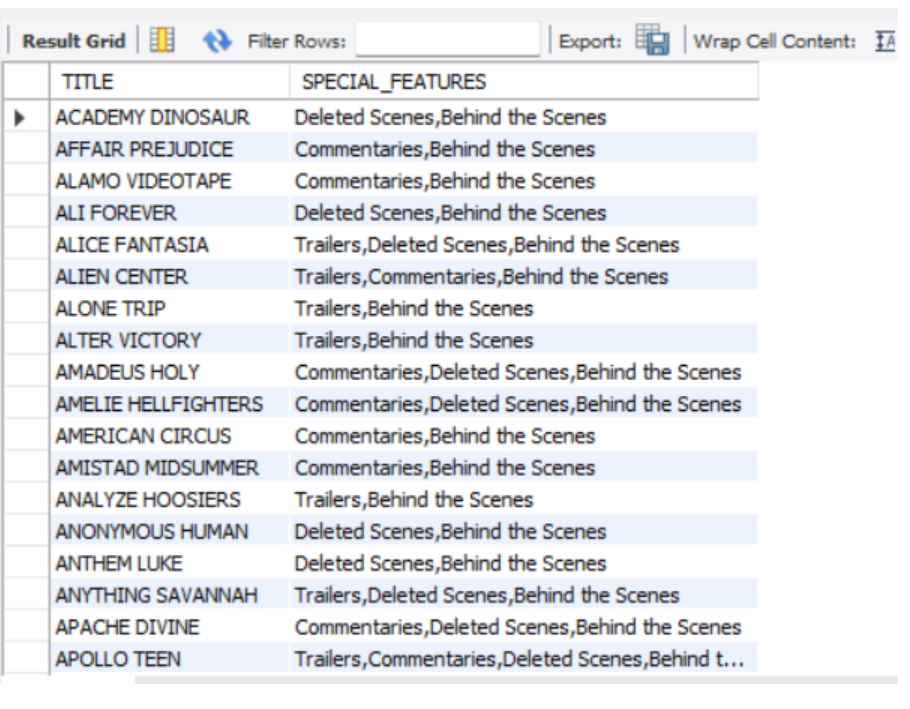 Result Grid Filter Rows: Export: Wrap Cell Content: IA
TITLE SPECIAL_FEATURES
ACADEMY DINOSAUR Deleted Scenes,Behind the Scenes
AFFAIR PREJUDICE Commentaries,Behind the Scenes
ALAMO VIDEOTAPE Commentaries,Behind the Scenes
ALI FOREVER Deleted Scenes,Behind the Scenes
ALICE FANTASIA Trailers,Deleted Scenes,Behind the Scenes
ALIEN CENTER Trailers,Commentaries,Behind the Scenes
ALONE TRIP Trailers,Behind the Scenes
ALTER VICTORY Trailers,Behind the Scenes
AMADEUS HOLY Commentaries,Deleted Scenes,Behind the Scenes
AMELIE HELLFIGHTERS Commentaries,Deleted Scenes,Behind the Scenes
AMERICAN CIRCUS Commentaries,Behind the Scenes
AMISTAD MIDSUMMER Commentaries,Behind the Scenes
ANALYZE HOOSIERS Trailers,Behind the Scenes
ANONYMOUS HUMAN Deleted Scenes,Behind the Scenes
ANTHEM LUKE Deleted Scenes,Behind the Scenes
ANYTHING SAVANNAH Trailers,Deleted Scenes,Behind the Scenes
APACHE DIVINE Commentaries,Deleted Scenes,Behind the Scenes
APOLLO TEEN Trailers,Commentaries,Deleted Scenes,Behind t...